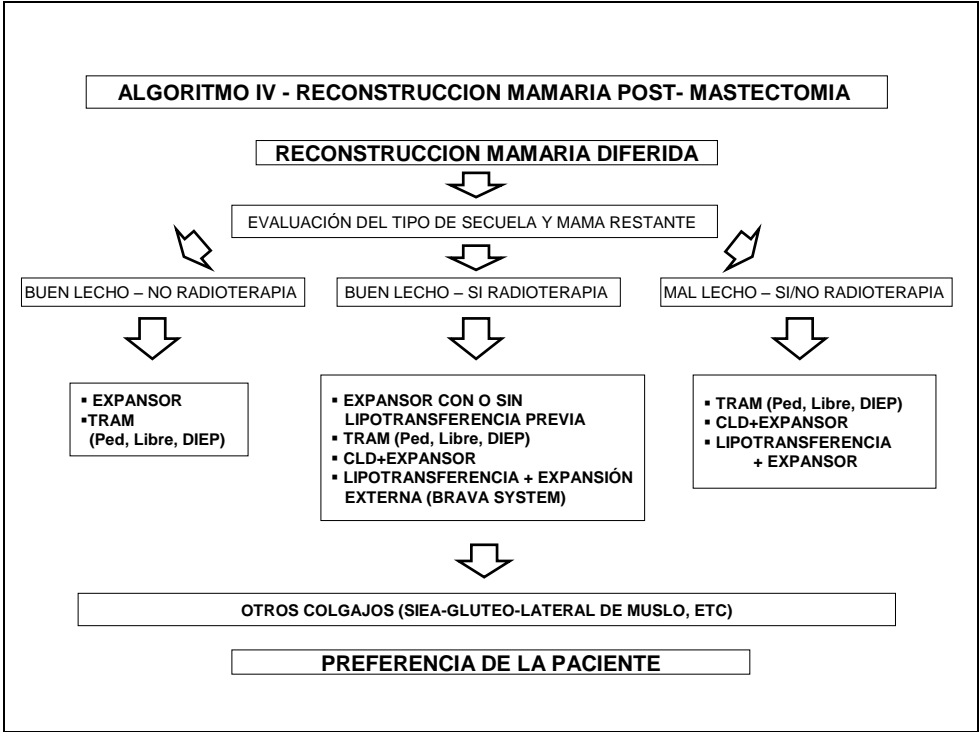 ALGORITMO IV - RECONSTRUCCION MAMARIA POST- MASTECTOMIA
RECONSTRUCCION MAMARIA DIFERIDA
EVALUACIÓN DEL TIPO DE SECUELA Y MAMA RESTANTE
BUEN LECHO – NO RADIOTERAPIA
▪ EXPANSOR
▪TRAM
(Ped, Libre, DIEP)
BUEN LECHO – SI RADIOTERAPIA
▪ EXPANSOR CON O SIN
LIPOTRANSFERENCIA PREVIA
▪ TRAM (Ped, Libre, DIEP)
▪ CLD+EXPANSOR
▪ LIPOTRANSFERENCIA + EXPANSIÓN
EXTERNA (BRAVA SYSTEM)
MAL LECHO – SI/NO RADIOTERAPIA
▪ TRAM (Ped, Libre, DIEP)
▪ CLD+EXPANSOR
▪ LIPOTRANSFERENCIA
+ EXPANSOR
OTROS COLGAJOS (SIEA-GLUTEO-LATERAL DE MUSLO, ETC)
PREFERENCIA DE LA PACIENTE